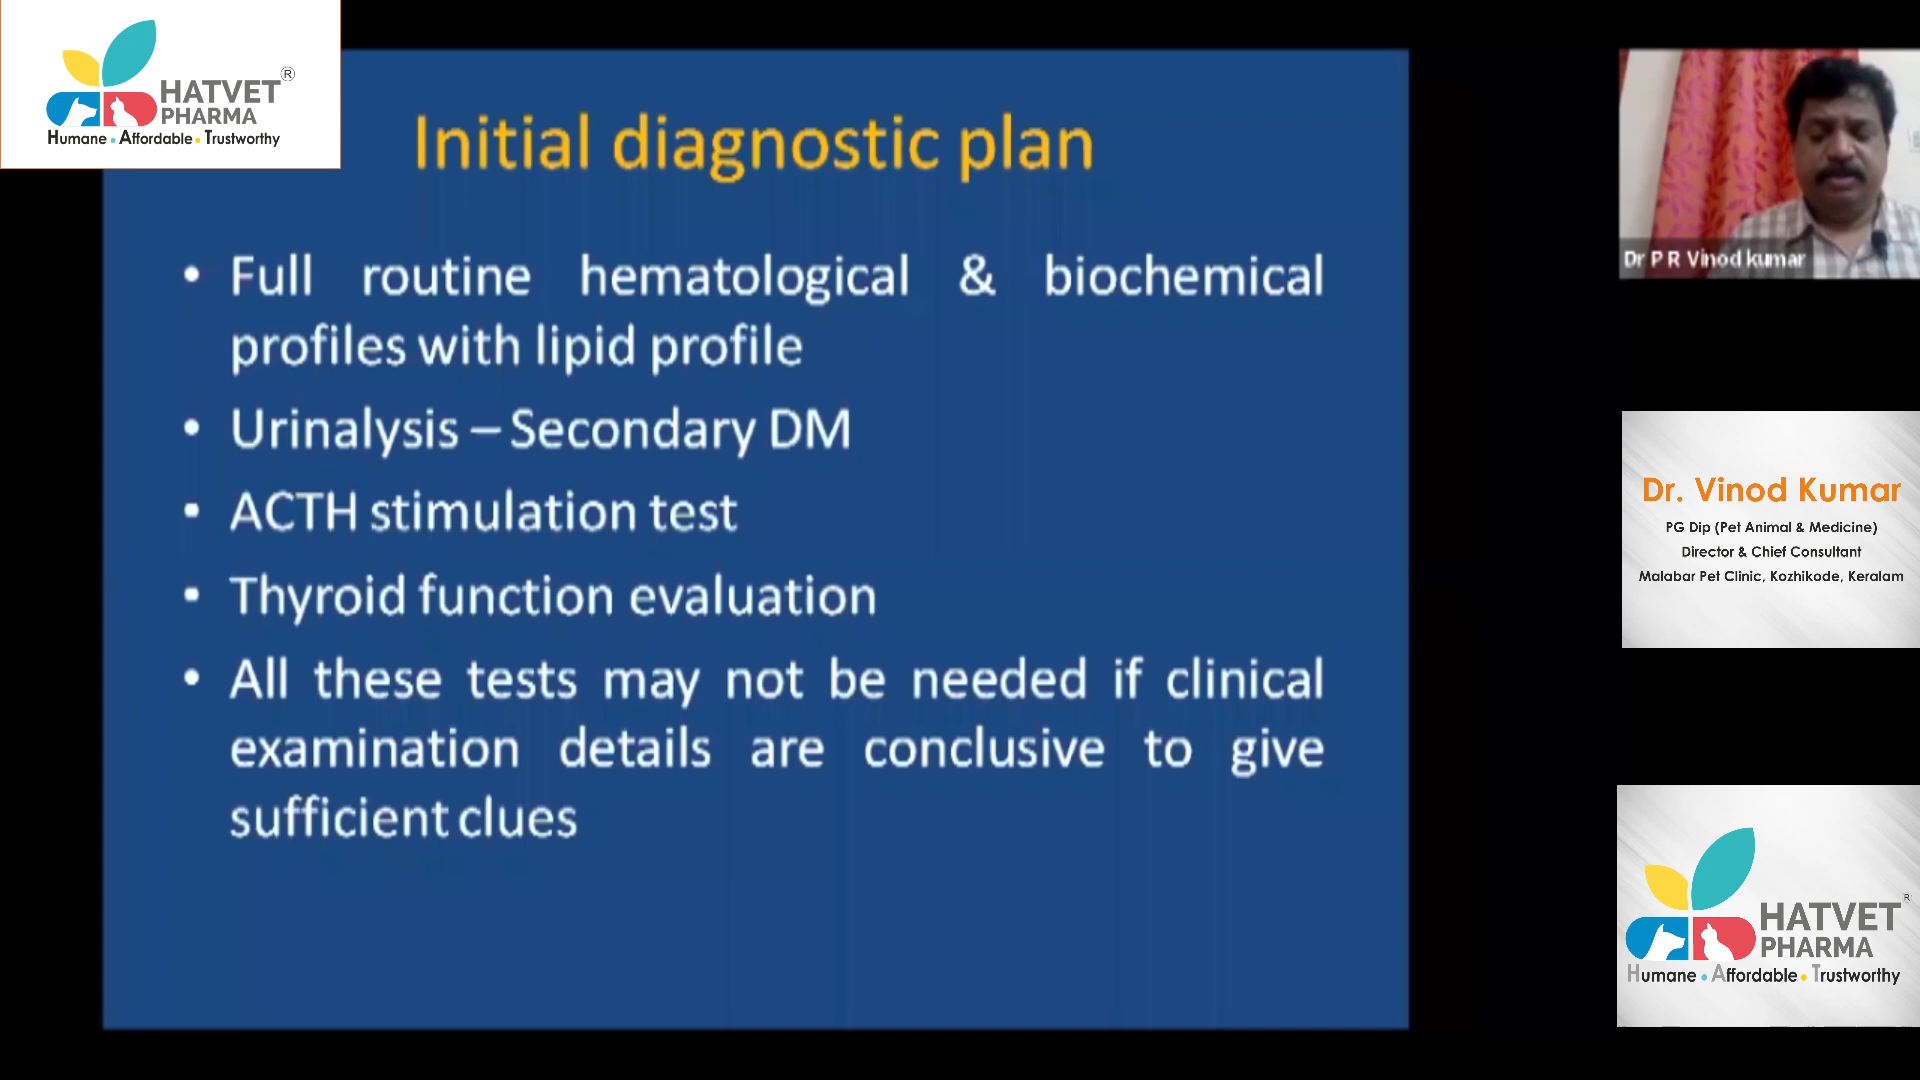 HATVET®
PHARMA
Humane • Affordable • Trustworthy
Initial diagnostic plan
• Full routine hematological & biochemical
profiles with lipid profile
• Urinalysis – Secondary DM
• ACTH stimulation test
• Thyroid function evaluation
• All these tests may not be needed if clinical
examination details are conclusive to give
sufficient clues
Dr P R Vinod kumar
Dr. Vinod Kumar
PG Dip (Pet Animal & Medicine)
Director & Chief Consultant
Malabar Pet Clinic, Kozhikode, Keralam
HATVET®
PHARMA
Humane • Affordable • Trustworthy